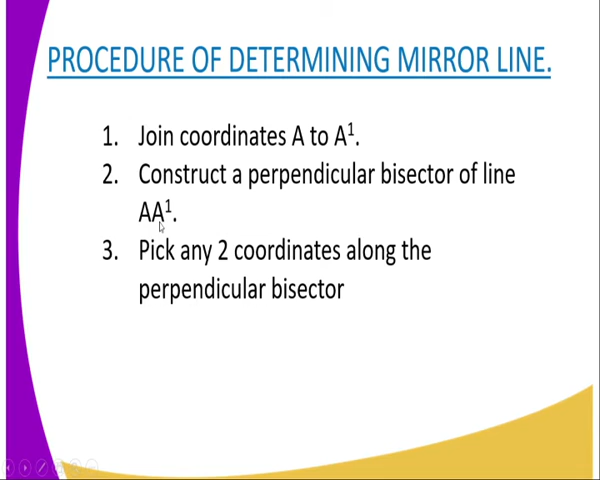 PROCEDURE OF DETERMINING MIRROR LINE.
1. Join coordinates A to A¹.
2. Construct a perpendicular bisector of line
AA¹.
3. Pick any 2 coordinates along the
perpendicular bisector